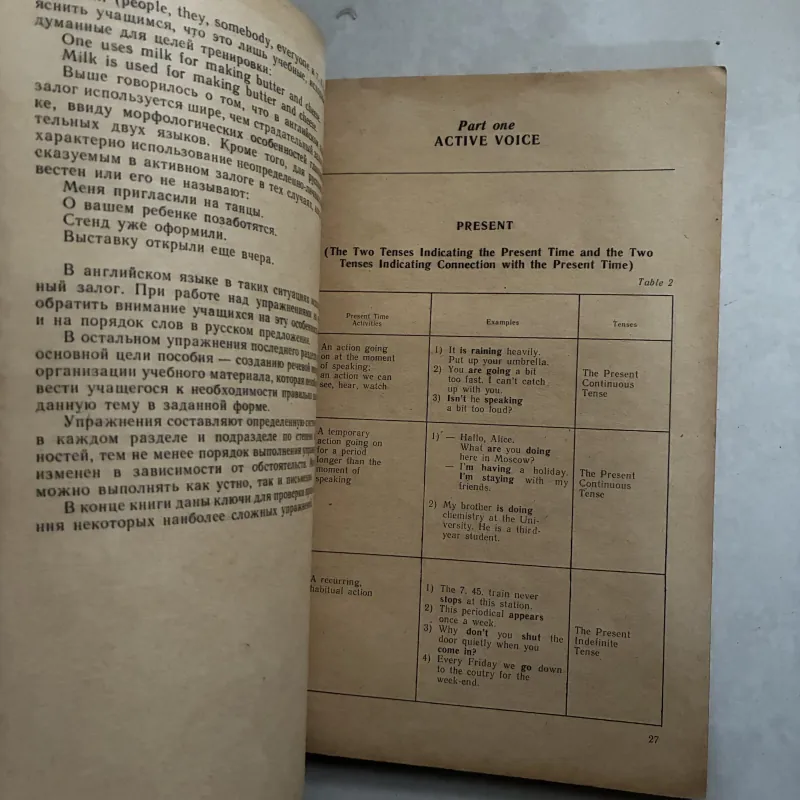 (people, they, somebody, everyone и т.
яснить учащимся, что это лишь учебные,
думанные для целей тренировки:
One uses milk for making butter and cheese.
Milk is used for making butter and cheese.
Выше говорилось о том, что в английском
залог используется шире, чем страдательный
ке, ввиду морфологических особенностей
тельных двух языков. Кроме того, для
характерно использование неопределенно-
сказуемым в активном залоге в тех случаях,
вестен или его не называют:
Меня пригласили на танцы.
О вашем ребенке позаботятся.
Стенд уже оформили.
Выставку открыли еще вчера.
В английском языке в таких ситуациях
ный залог. При работе над упражнениями
обратить внимание учащихся на эту
и на порядок слов в русском предложении.
В остальном упражнения последнего
основной цели пособия — созданию речевой
организации учебного материала, которая
вести учащегося к необходимости правильно
данную тему в заданной форме.
Упражнения составляют определенную
в каждом разделе и подразделе по степени
ностей, тем не менее порядок выполнения
изменен в зависимости от обстоятельств
можно выполнять как устно, так и письменно.
В конце книги даны ключи для проверки
ния некоторых наиболее сложных упражнений
Part one
ACTIVE VOICE
PRESENT
(The Two Tenses Indicating the Present Time and the Two
Tenses Indicating Connection with the Present Time)
Table 2
Present Time
Activities
Examples
Tenses
An action going
on at the moment
of speaking;
an action we can
see, hear, watch
1) It is raining heavily.
Put up your umbrella.
2) You are going a bit
too fast. I can't catch
up with you.
3) Isn't he speaking
a bit too loud?
The Present
Continuous
Tense
A temporary
action going on
for a period
longer than the
moment of
speaking
1) — Hallo, Alice.
What are you doing
here in Moscow?
— I'm having a holiday.
I'm staying with my
friends.
2) My brother is doing
chemistry at the Uni-
versity. He is a third-
year student.
The Present
Continuous
Tense
A recurring,
habitual action
1) The 7. 45. train never
stops at this station.
2) This periodical appears
once a week.
3) Why don't you shut the
door quietly when you
come in?
4) Every Friday we go down
to the coutry for the
week-end.
The Present
Indefinite
Tense
27